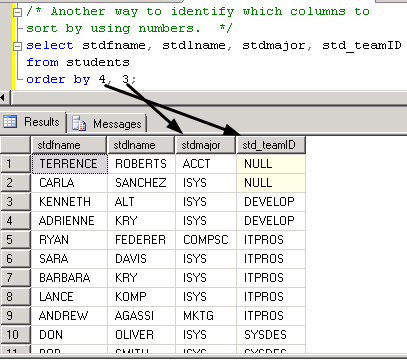 /* Another way to identify which columns to
sort by using numbers.  */
select stdfname, stdlname, stdmajor, std_teamID
from students
order by 4, 3;
Results Messages
stdfname stdlname stdmajor std_teamID
1 TERRENCE ROBERTS ACCT NULL
2 CARLA SANCHEZ ISYS NULL
3 KENNETH ALT ISYS DEVELOP
4 ADRIENNE KRY ISYS DEVELOP
5 RYAN FEDERER COMPSC ITPROS
6 SARA DAVIS ISYS ITPROS
7 BARBARA KRY ISYS ITPROS
8 LANCE KOMP ISYS ITPROS
9 ANDREW AGASSI MKTG ITPROS
10 DON OLIVER ISYS SYSDES
SMITH ISYS SYSDES